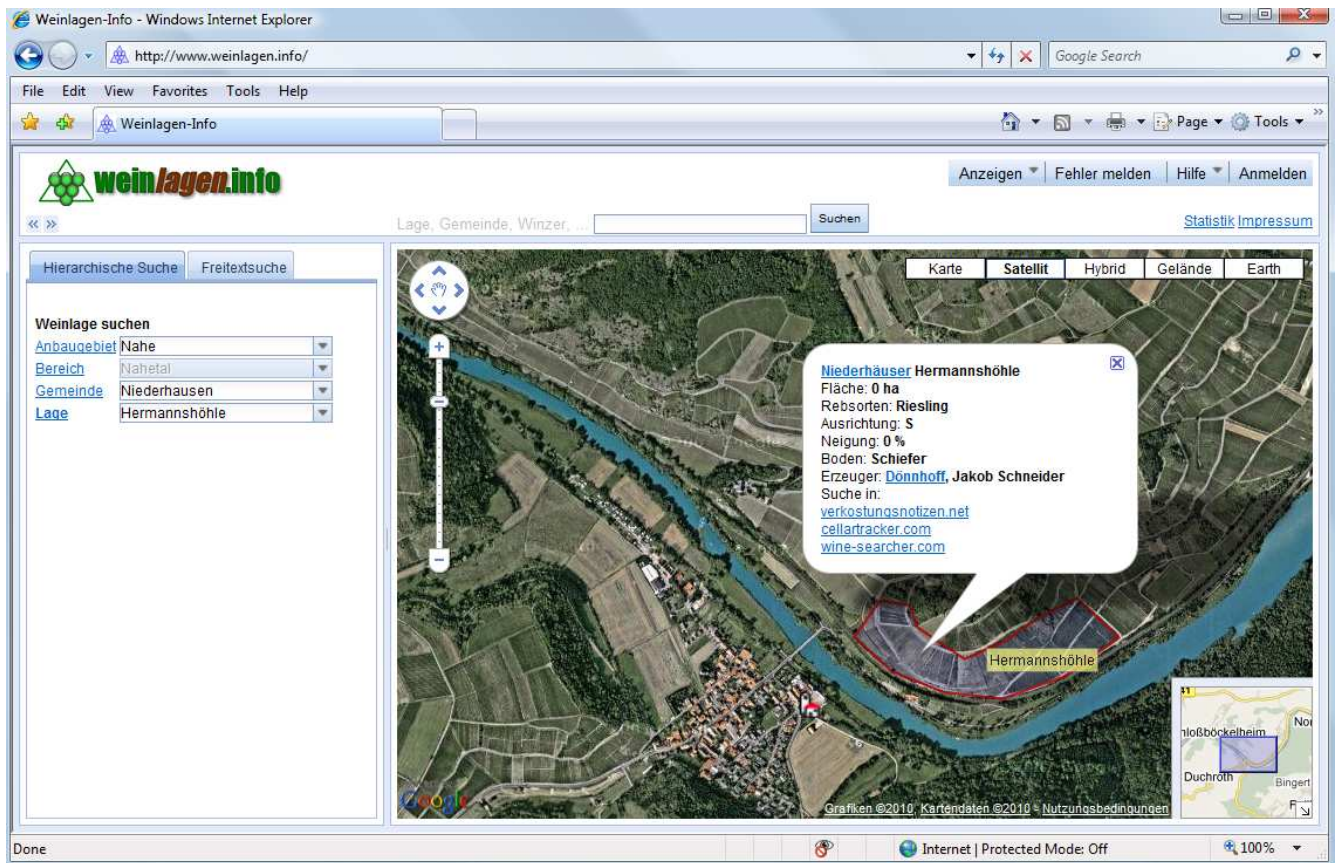 Weinlagen-Info - Windows Internet Explorer
http://www.weinlagen.info/
Google Search
File Edit View Favorites Tools Help
Weinlagen-Info
Page Tools
weinlagen.info
Anzeigen Fehler melden Hilfe Anmelden
Lage, Gemeinde, Winzer, ... Suchen
Statistik Impressum
Hierarchische Suche Freitextsuche
Weinlage suchen
Anbaugebiet Nahe
Bereich Nahetal
Gemeinde Niederhausen
Lage Hermannshöhle
Karte Satellit Hybrid Gelände Earth
Niederhäuser Hermannshöhle
Fläche: 0 ha
Rebsorten: Riesling
Ausrichtung: S
Neigung: 0 %
Boden: Schiefer
Erzeuger: Dönnhoff, Jakob Schneider
Suche in:
verkostungsnotizen.net
cellartracker.com
wine-searcher.com
Hermannshöhle
41
Nor
hloßböckelheim
Duchroth
Bingert
Google
Grafiken ©2010, Kartendaten ©2010 - Nutzungsbedingungen
Done
Internet | Protected Mode: Off
100%